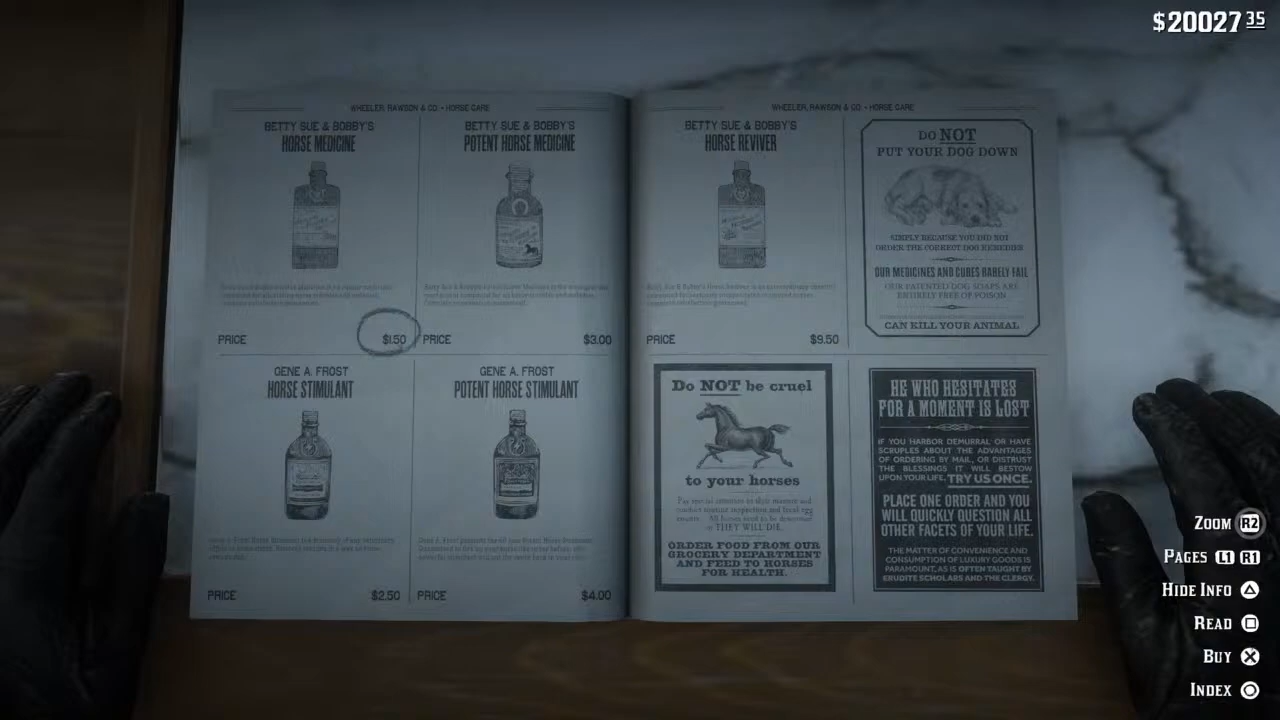 $20027 35
WHEELER, RAWSON & CO. • HORSE CARE
BETTY SUE & BOBBY'S
HORSE MEDICINE
PRICE $1.50
BETTY SUE & BOBBY'S
POTENT HORSE MEDICINE
PRICE $3.00
GENE A. FROST
HORSE STIMULANT
PRICE $2.50
GENE A. FROST
POTENT HORSE STIMULANT
PRICE $4.00
WHEELER, RAWSON & CO. • HORSE CARE
BETTY SUE & BOBBY'S
HORSE REVIVER
PRICE $9.50
DO NOT
PUT YOUR DOG DOWN
SIMPLY BECAUSE YOU DID NOT
ORDER THE CORRECT DOG REMEDIES
OUR MEDICINES AND CURES RARELY FAIL
OUR PATENTED DOG SOAPS ARE
ENTIRELY FREE OF POISON
CAN KILL YOUR ANIMAL
Do NOT be cruel
to your horses
THEY WILL DIE.
ORDER FOOD FROM OUR
GROCERY DEPARTMENT
AND FEED TO HORSES
FOR HEALTH.
HE WHO HESITATES
FOR A MOMENT IS LOST
IF YOU HARBOR DEMURRAL OR HAVE
SCRUPLES ABOUT THE ADVANTAGES
OF ORDERING BY MAIL, OR DISTRUST
THE BLESSINGS IT WILL BESTOW
UPON YOUR LIFE, TRY US ONCE.
PLACE ONE ORDER AND YOU
WILL QUICKLY QUESTION ALL
OTHER FACETS OF YOUR LIFE.
THE MATTER OF CONVENIENCE AND
CONSUMPTION OF LUXURY GOODS IS
PARAMOUNT, AS IS OFTEN TAUGHT BY
ERUDITE SCHOLARS AND THE CLERGY.
ZOOM R2
PAGES L1 R1
HIDE INFO
READ
BUY
INDEX